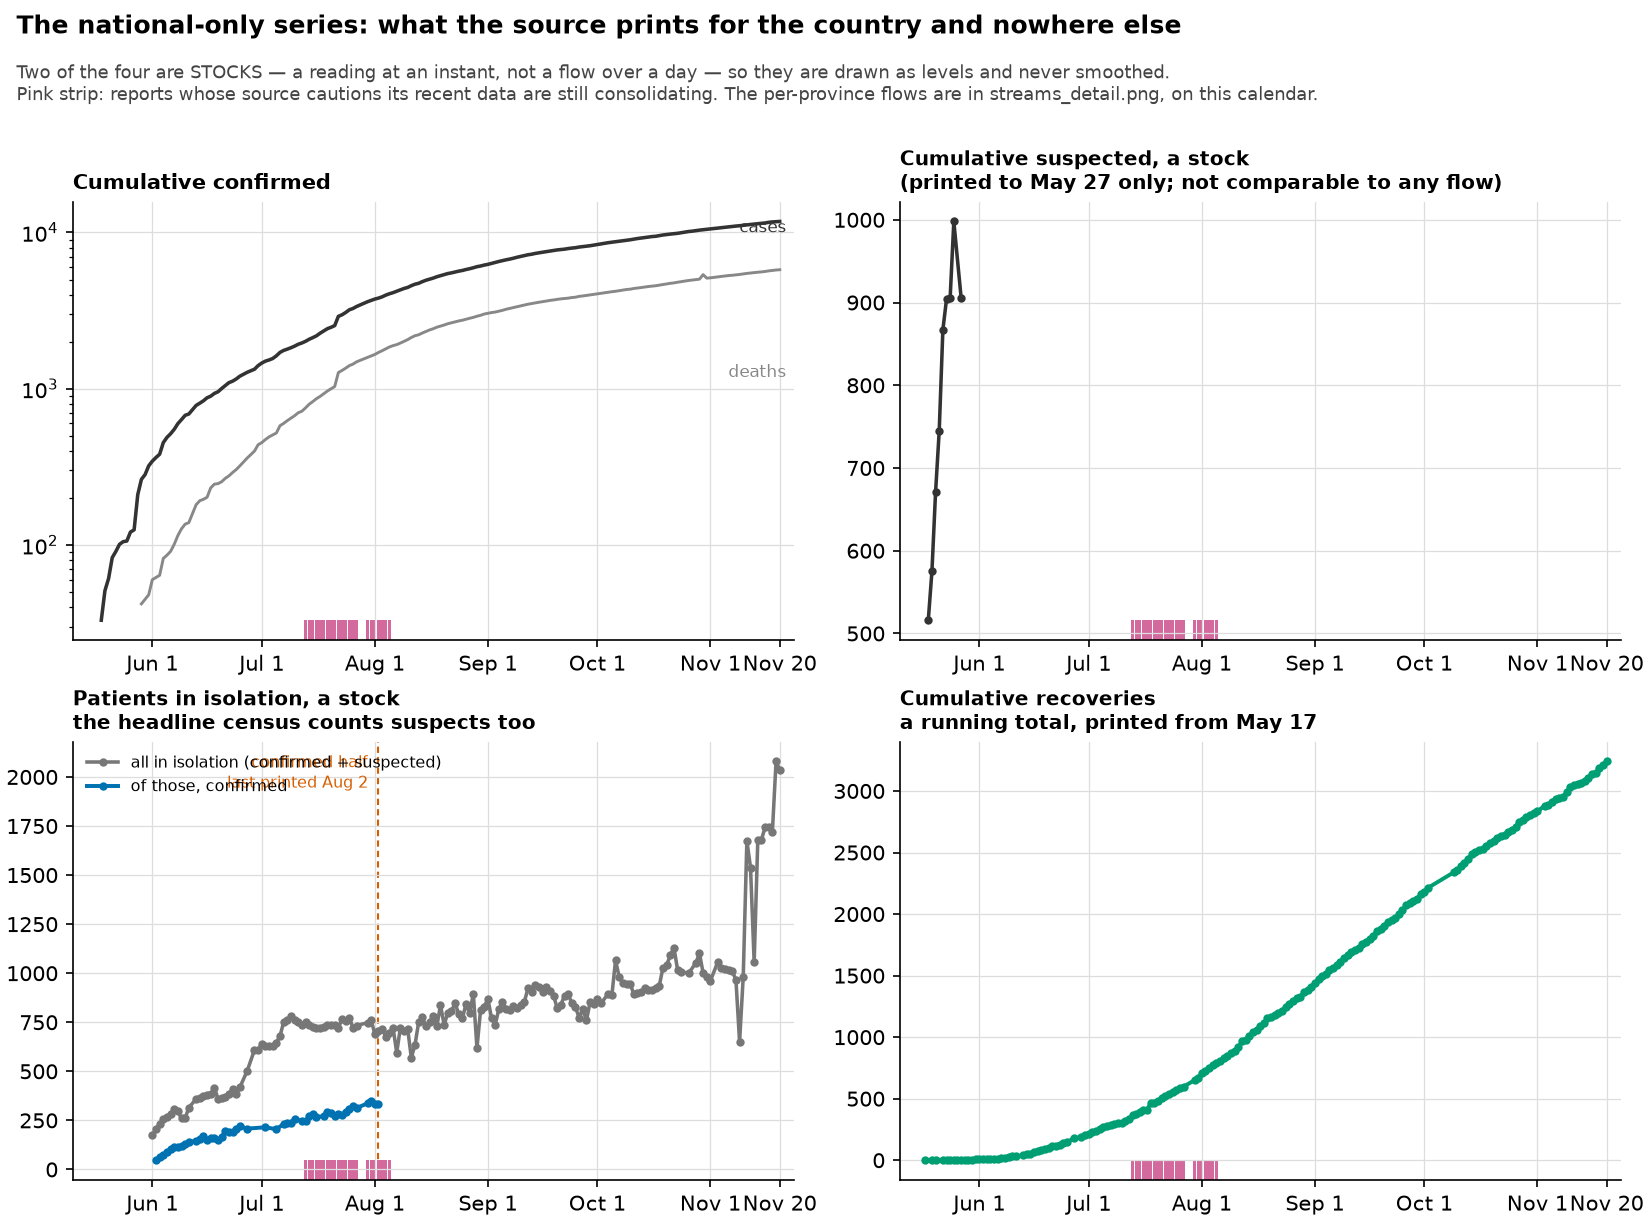 The national-only series: what the source prints for the country and nowhere else
Two of the four are STOCKS — a reading at an instant, not a flow over a day — so they are drawn as levels and never smoothed.
Pink strip: reports whose source cautions its recent data are still consolidating. The per-province flows are in streams_detail.png, on this calendar.
Cumulative confirmed
10^4
10^3
10^2
cases
deaths
Jun 1
Jul 1
Aug 1
Sep 1
Oct 1
Nov 1
Nov 20
Cumulative suspected, a stock
(printed to May 27 only; not comparable to any flow)
1000
900
800
700
600
500
Jun 1
Jul 1
Aug 1
Sep 1
Oct 1
Nov 1
Nov 20
Patients in isolation, a stock
the headline census counts suspects too
all in isolation (confirmed + suspected)
of those, confirmed
confirmed half
last printed Aug 2
2000
1750
1500
1250
1000
750
500
250
0
Jun 1
Jul 1
Aug 1
Sep 1
Oct 1
Nov 1
Nov 20
Cumulative recoveries
a running total, printed from May 17
3000
2500
2000
1500
1000
500
0
Jun 1
Jul 1
Aug 1
Sep 1
Oct 1
Nov 1
Nov 20